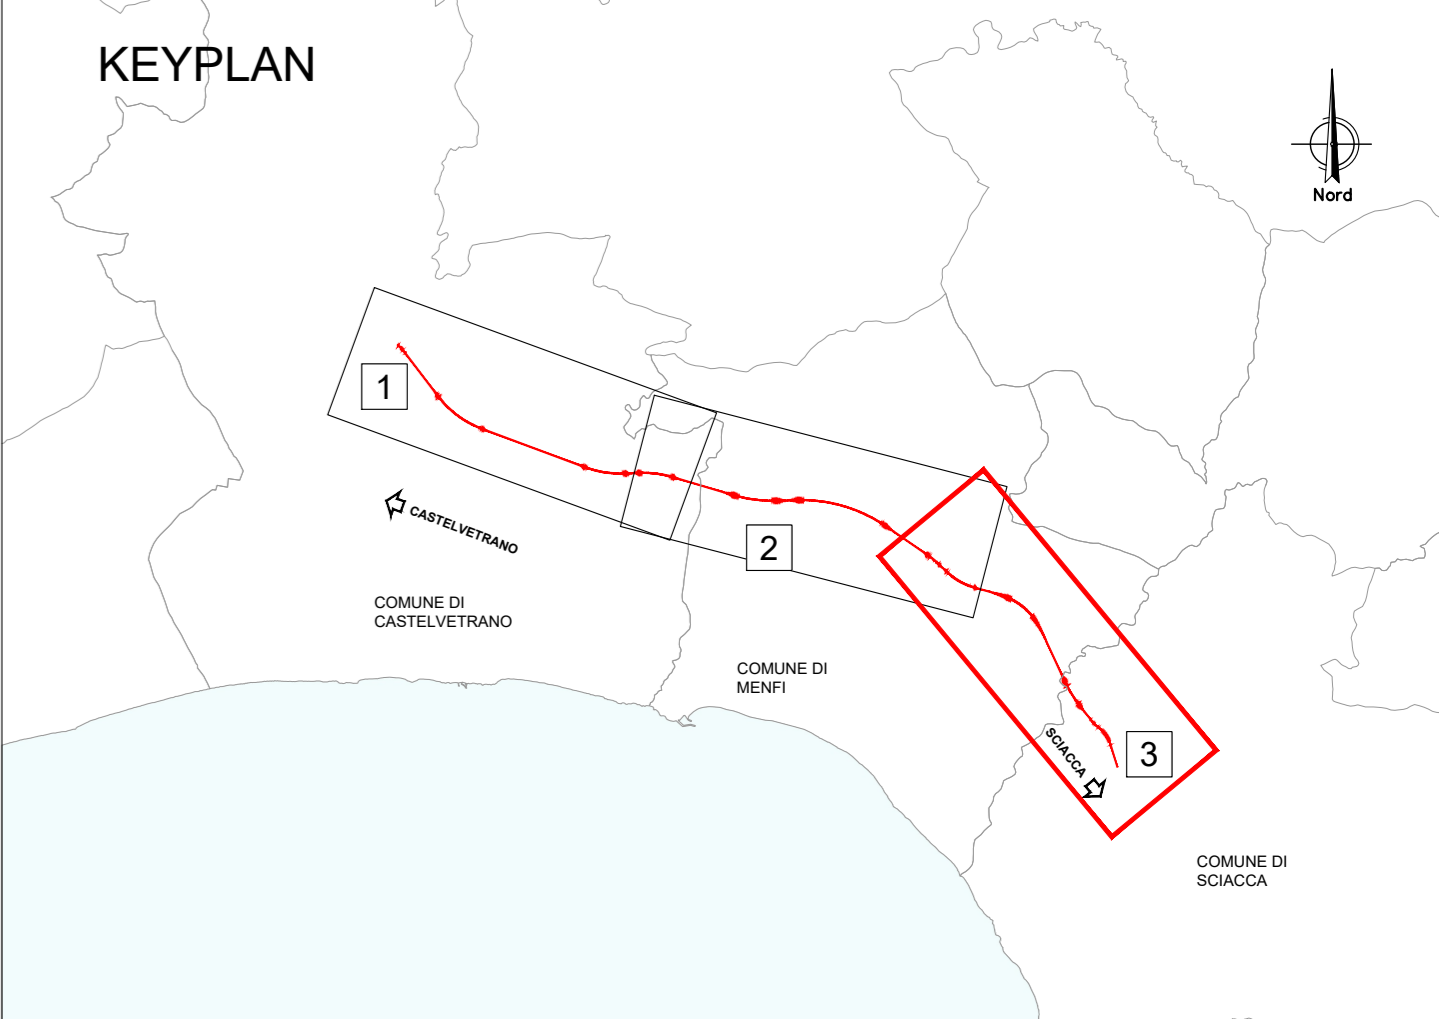 KEYPLAN
Nord
1
CASTELVETRANO
2
COMUNE DI
CASTELVETRANO
COMUNE DI
MENFI
SCIACCA
3
COMUNE DI
SCIACCA